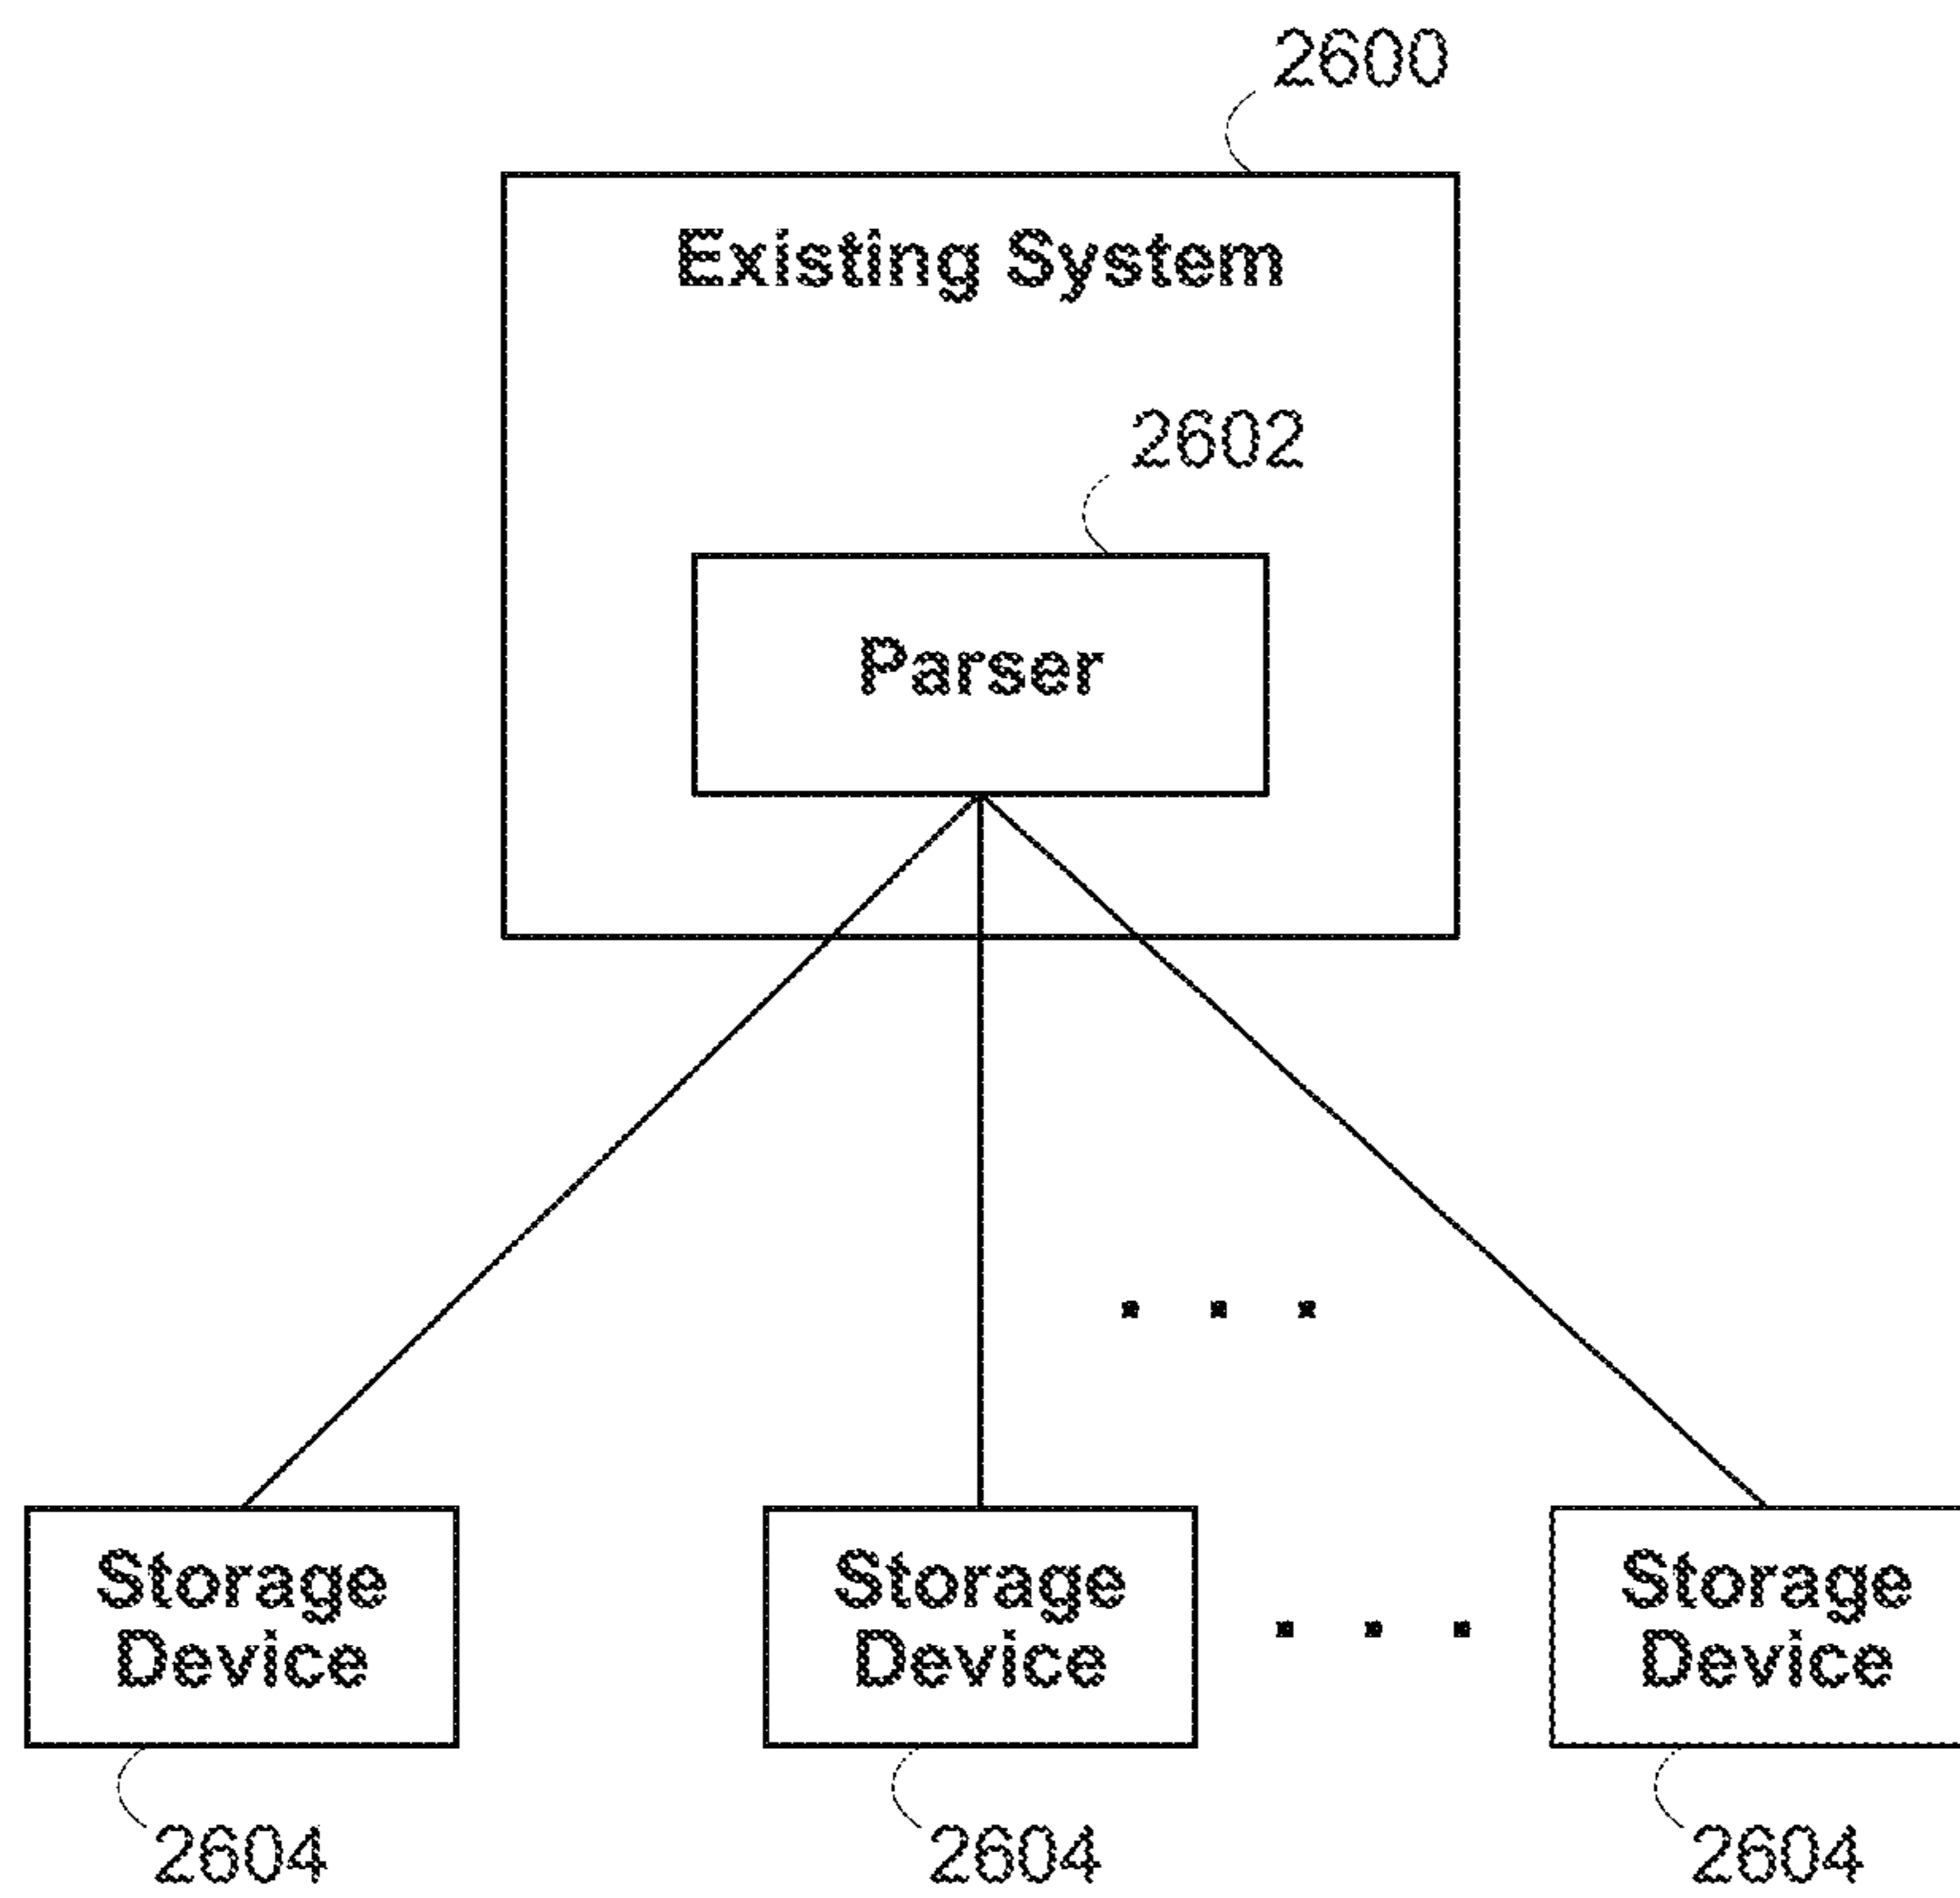 2600
Existing System
2602
Parser
Storage
Device
Storage
Device
Storage
Device
2604
2604
2604